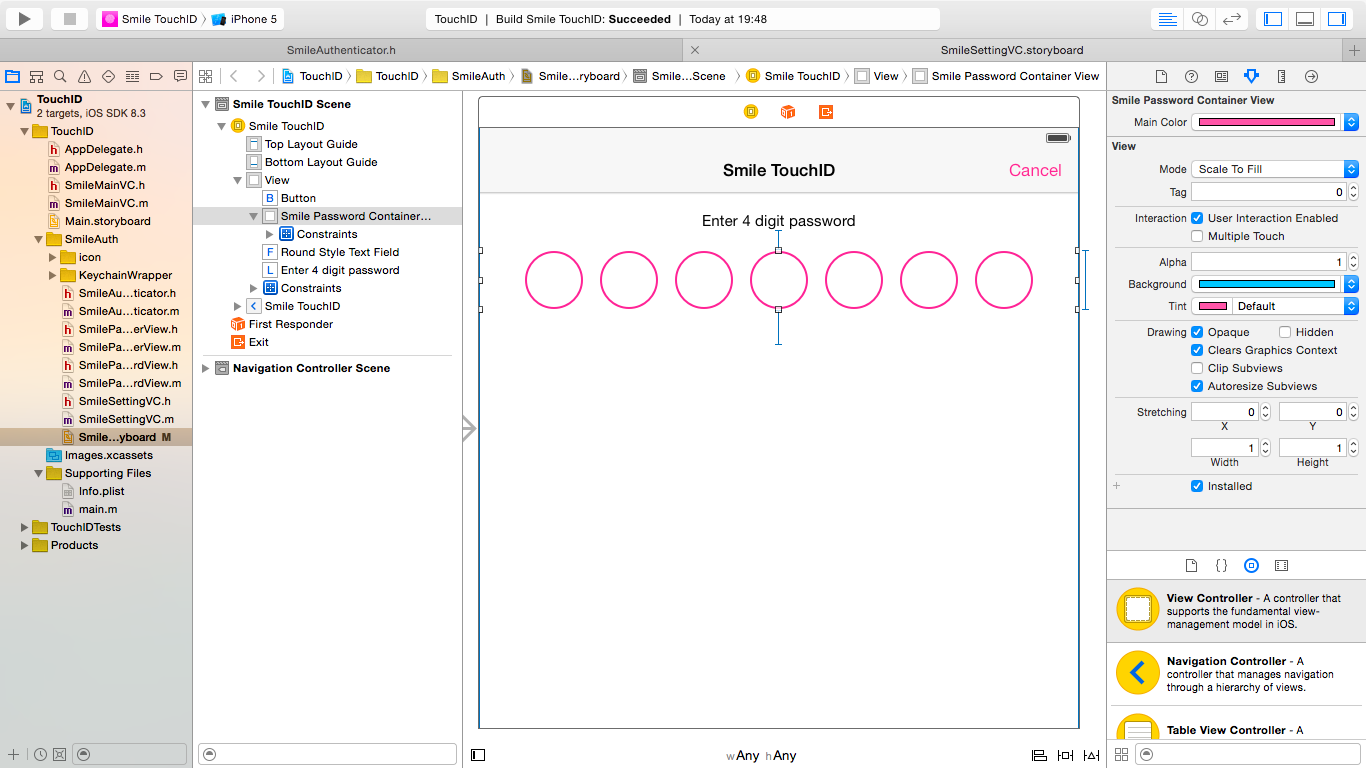 Smile TouchID
iPhone 5
TouchID | Build Smile TouchID: Succeeded | Today at 19:48
SmileAuthenticator.h
SmileSettingVC.storyboard
TouchID
TouchID
SmileAuth
Smile...ryboard
Smile...Scene
Smile TouchID
View
Smile Password Container View
TouchID
2 targets, iOS SDK 8.3
TouchID
AppDelegate.h
AppDelegate.m
SmileMainVC.h
SmileMainVC.m
Main.storyboard
SmileAuth
icon
KeychainWrapper
SmileAu...ticator.h
SmileAu...ticator.m
SmilePa...erView.h
SmilePa...erView.m
SmilePa...rdView.h
SmilePa...rdView.m
SmileSettingVC.h
SmileSettingVC.m
Smile...yboard M
Images.xcassets
Supporting Files
Info.plist
main.m
TouchIDTests
Products
Smile TouchID Scene
Smile TouchID
Top Layout Guide
Bottom Layout Guide
View
B Button
Smile Password Container...
Constraints
F Round Style Text Field
L Enter 4 digit password
Constraints
Smile TouchID
First Responder
Exit
Navigation Controller Scene
Smile TouchID
Cancel
Enter 4 digit password
wAny hAny
Smile Password Container View
Main Color
View
Mode Scale To Fill
Tag 0
Interaction User Interaction Enabled
Multiple Touch
Alpha 1
Background
Tint Default
Drawing Opaque Hidden
Clears Graphics Context
Clip Subviews
Autoresize Subviews
Stretching 0 0
X Y
1 1
Width Height
Installed
View Controller - A controller that
supports the fundamental view-
management model in iOS.
Navigation Controller - A
controller that manages navigation
through a hierarchy of views.
Table View Controller - A